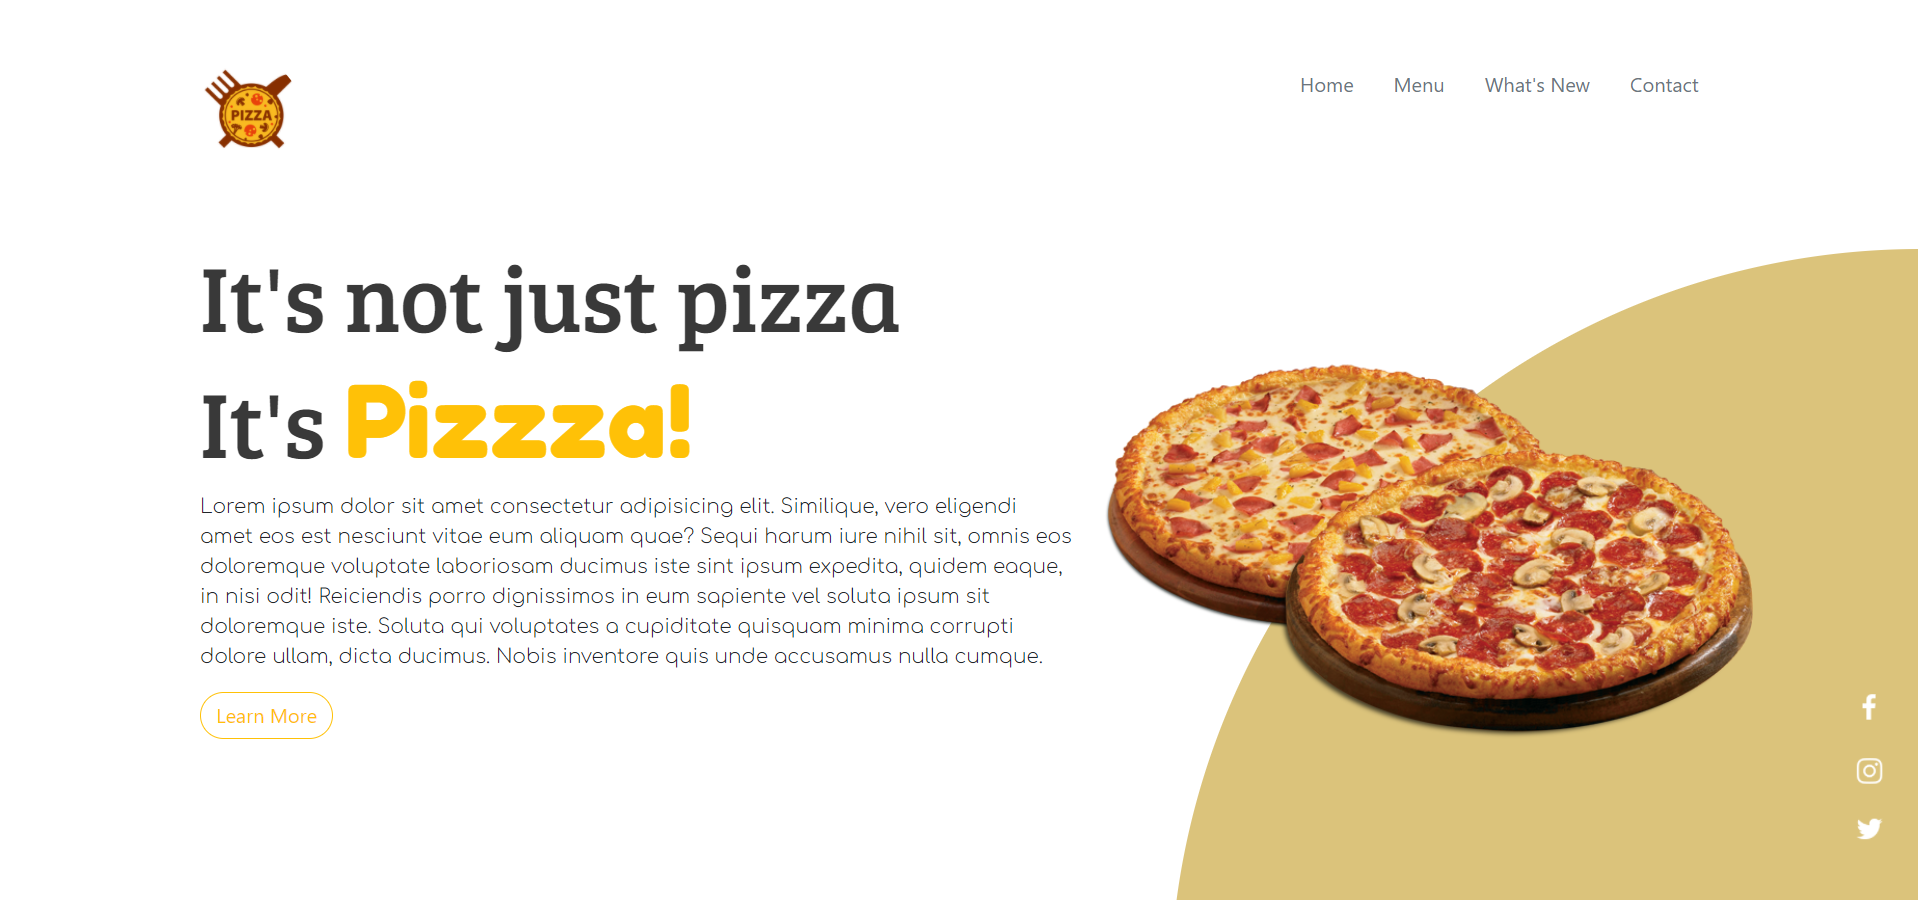 PIZZA
Home Menu What's New Contact
It's not just pizza
It's Pizzza!
Lorem ipsum dolor sit amet consectetur adipisicing elit. Similique, vero eligendi
amet eos est nesciunt vitae eum aliquam quae? Sequi harum iure nihil sit, omnis eos
doloremque voluptate laboriosam ducimus iste sint ipsum expedita, quidem eaque,
in nisi odit! Reiciendis porro dignissimos in eum sapiente vel soluta ipsum sit
doloremque iste. Soluta qui voluptates a cupiditate quisquam minima corrupti
dolore ullam, dicta ducimus. Nobis inventore quis unde accusamus nulla cumque.
Learn More